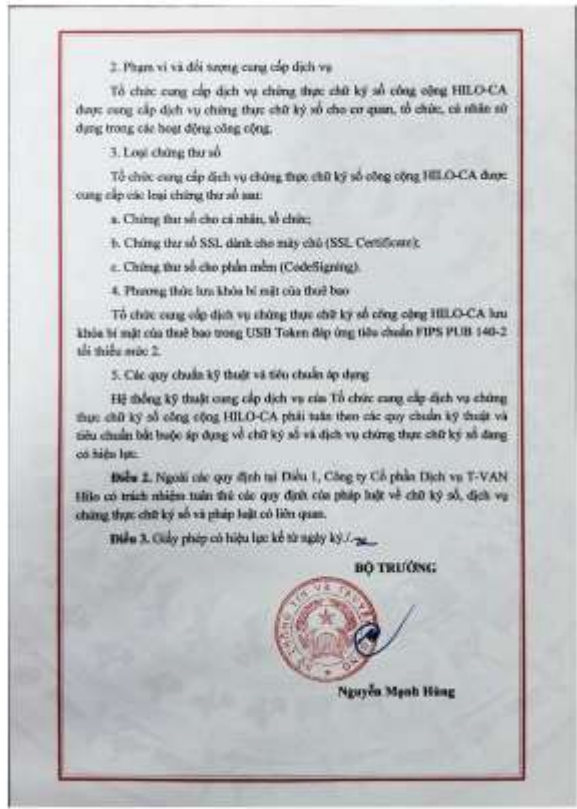 2. Phạm vi và đối tượng cung cấp dịch vụ
Tổ chức cung cấp dịch vụ chứng thực chữ ký số công cộng HILO-CA
được cung cấp dịch vụ chứng thực chữ ký số cho cơ quan, tổ chức, cá nhân sử
dụng trong các hoạt động công cộng.
3. Loại chứng thư số
Tổ chức cung cấp dịch vụ chứng thực chữ ký số công cộng HILO-CA được
cung cấp các loại chứng thư số sau:
a. Chứng thư số cho cá nhân, tổ chức;
b. Chứng thư số SSL dành cho máy chủ (SSL Certificate);
c. Chứng thư số cho phần mềm (CodeSigning).
4. Phương thức lưu khóa bí mật của thuê bao
Tổ chức cung cấp dịch vụ chứng thực chữ ký số công cộng HILO-CA lưu
khóa bí mật của thuê bao trong USB Token đáp ứng tiêu chuẩn FIPS PUB 140-2
tối thiểu mức 2.
5. Các quy chuẩn kỹ thuật và tiêu chuẩn áp dụng
Hệ thống kỹ thuật cung cấp dịch vụ của Tổ chức cung cấp dịch vụ chứng
thực chữ ký số công cộng HILO-CA phải tuân theo các quy chuẩn kỹ thuật và
tiêu chuẩn bắt buộc áp dụng về chữ ký số và dịch vụ chứng thực chữ ký số đang
có hiệu lực.
Điều 2. Ngoài các quy định tại Điều 1, Công ty Cổ phần Dịch vụ T-VAN
Hilo có trách nhiệm tuân thủ các quy định của pháp luật về chữ ký số, dịch vụ
chứng thực chữ ký số và pháp luật có liên quan.
Điều 3. Giấy phép có hiệu lực kể từ ngày ký./.
BỘ TRƯỞNG
BỘ THÔNG TIN VÀ TRUYỀN THÔNG
Nguyễn Mạnh Hùng